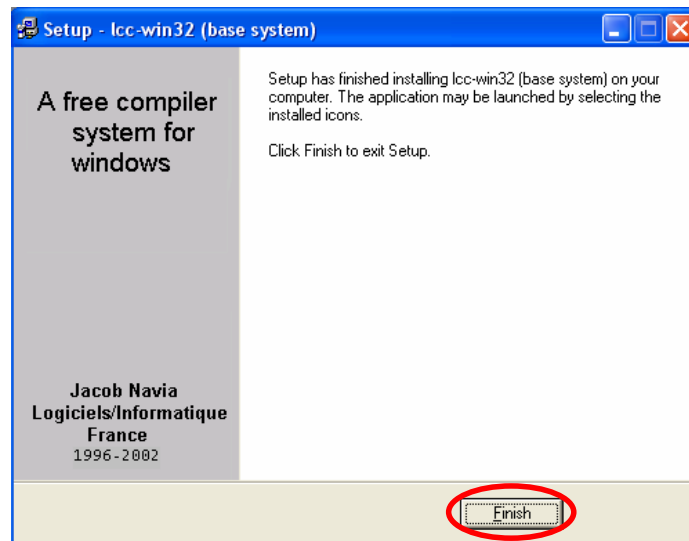 Setup - lcc-win32 (base system)
A free compiler
system for
windows
Setup has finished installing lcc-win32 (base system) on your
computer. The application may be launched by selecting the
installed icons.
Click Finish to exit Setup.
Jacob Navia
Logiciels/Informatique
France
1996-2002
Finish